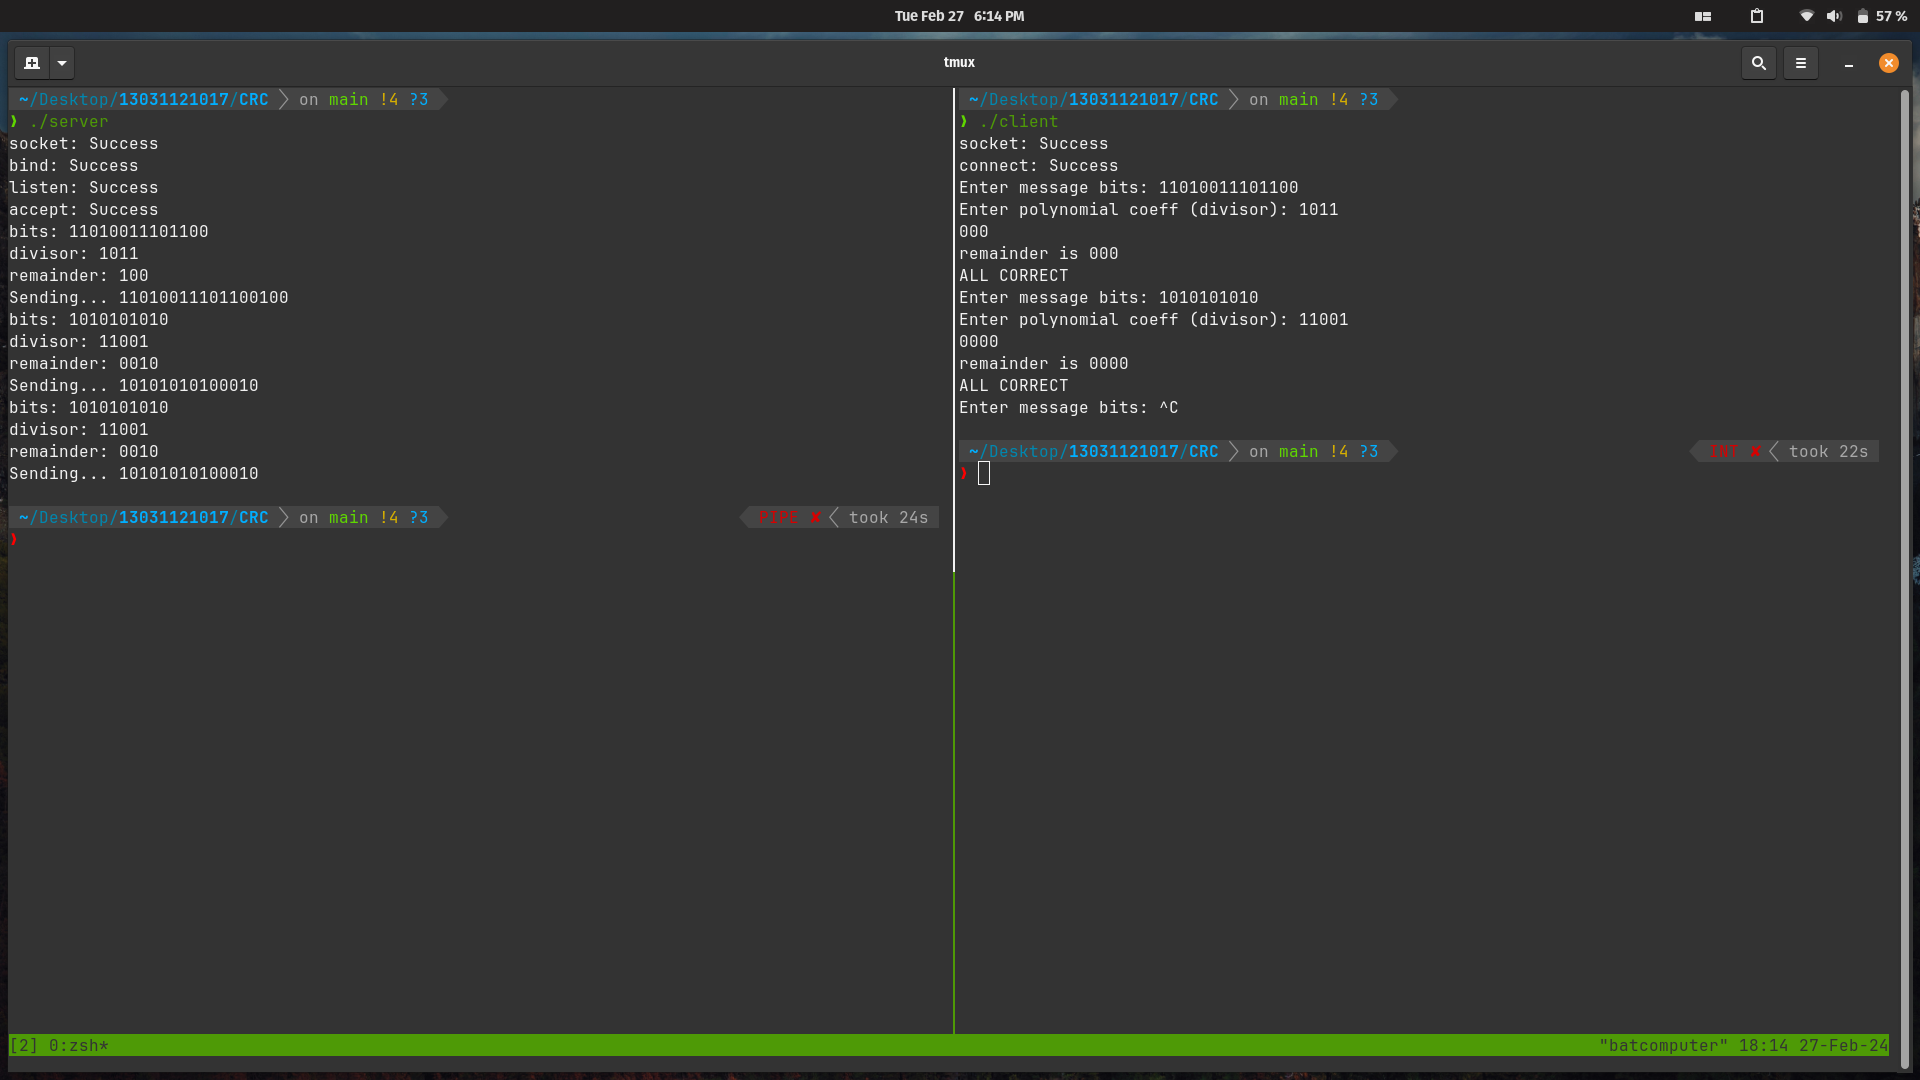 Tue Feb 27 6:14 PM
57 %
tmux
~/Desktop/13031121017/CRC on main !4 ?3
❯ ./server
socket: Success
bind: Success
listen: Success
accept: Success
bits: 11010011101100
divisor: 1011
remainder: 100
Sending... 11010011101100100
bits: 1010101010
divisor: 11001
remainder: 0010
Sending... 10101010100010
bits: 1010101010
divisor: 11001
remainder: 0010
Sending... 10101010100010
~/Desktop/13031121017/CRC on main !4 ?3
PIPE ✘ took 24s
❯
~/Desktop/13031121017/CRC on main !4 ?3
❯ ./client
socket: Success
connect: Success
Enter message bits: 11010011101100
Enter polynomial coeff (divisor): 1011
000
remainder is 000
ALL CORRECT
Enter message bits: 1010101010
Enter polynomial coeff (divisor): 11001
0000
remainder is 0000
ALL CORRECT
Enter message bits: ^C
~/Desktop/13031121017/CRC on main !4 ?3
INT ✘ took 22s
❯
[2] 0:zsh*
"batcomputer" 18:14 27-Feb-24